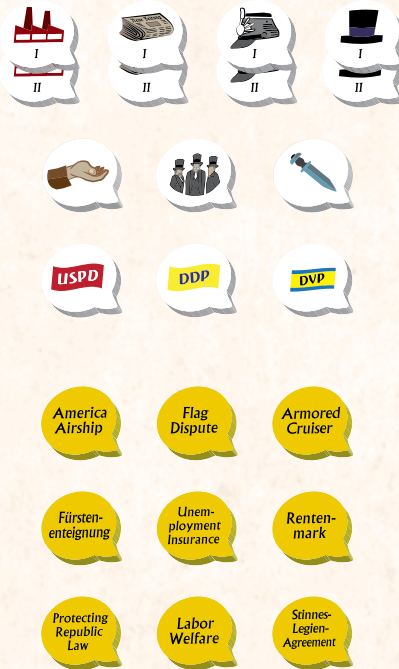 I
I
I
I
II
II
II
II
USPD
DDP
DVP
America
Airship
Flag
Dispute
Armored
Cruiser
Fürsten-
enteignung
Unem-
ployment
Insurance
Renten-
mark
Protecting
Republic
Law
Labor
Welfare
Stinnes-
Legien-
Agreement